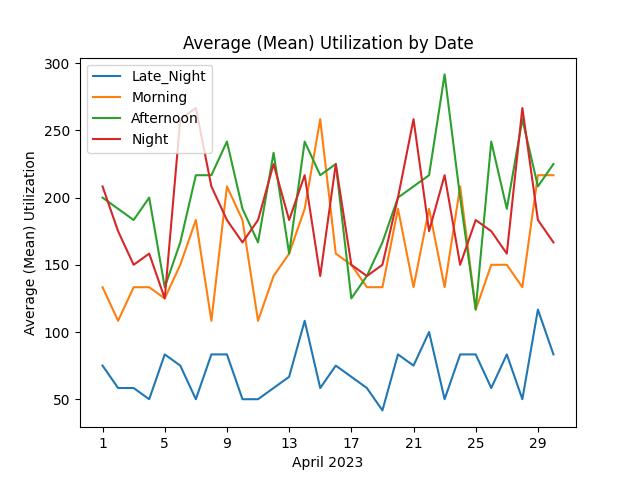 Average (Mean) Utilization by Date
Late_Night
Morning
Afternoon
Night
300
250
200
150
100
50
Average (Mean) Utilization
1 5 9 13 17 21 25 29
April 2023